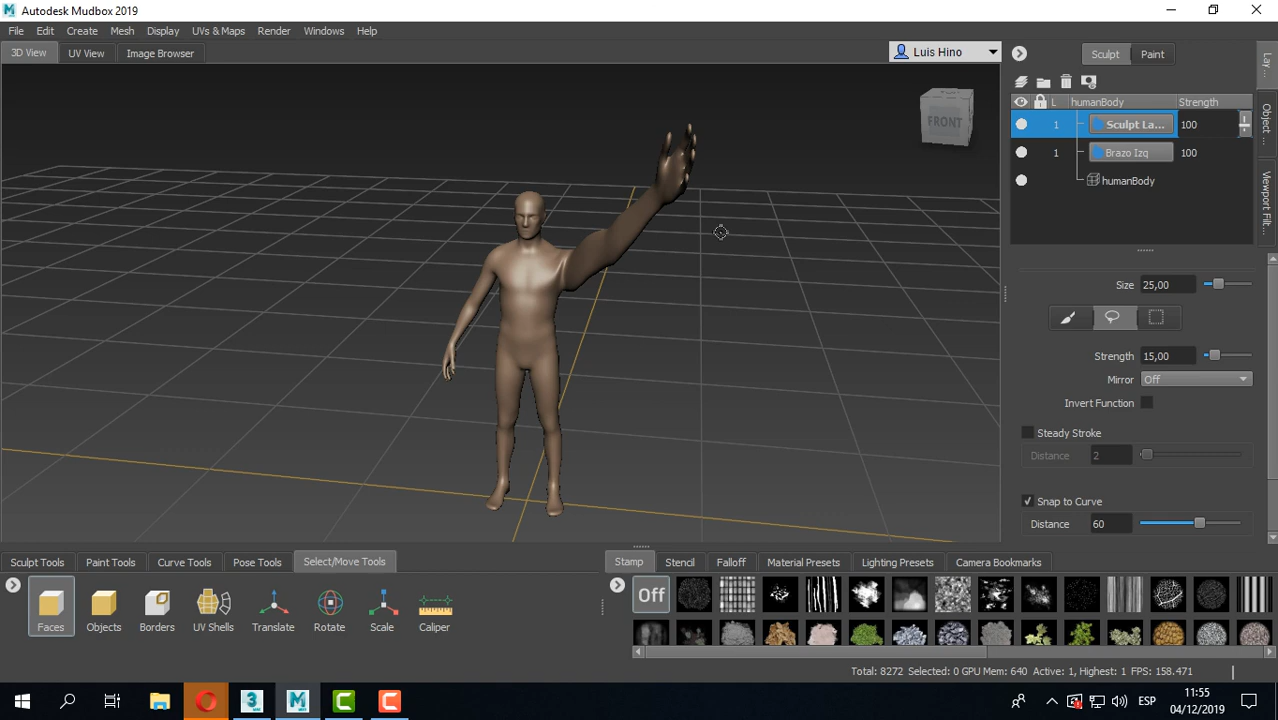 Autodesk Mudbox 2019
File Edit Create Mesh Display UVs & Maps Render Windows Help
3D View UV View Image Browser Luis Hino
Sculpt Paint
Lay...
Object ...
Viewport Filt...
L humanBody Strength
1 Sculpt La... 100
1 Brazo Izq 100
humanBody
FRONT
Size 25,00
Strength 15,00
Mirror Off
Invert Function
Steady Stroke
Distance 2
Snap to Curve
Distance 60
Sculpt Tools Paint Tools Curve Tools Pose Tools Select/Move Tools
Stamp Stencil Falloff Material Presets Lighting Presets Camera Bookmarks
Off
Faces Objects Borders UV Shells Translate Rotate Scale Caliper
Total: 8272 Selected: 0 GPU Mem: 640 Active: 1, Highest: 1 FPS: 158.471
ESP
11:55
04/12/2019